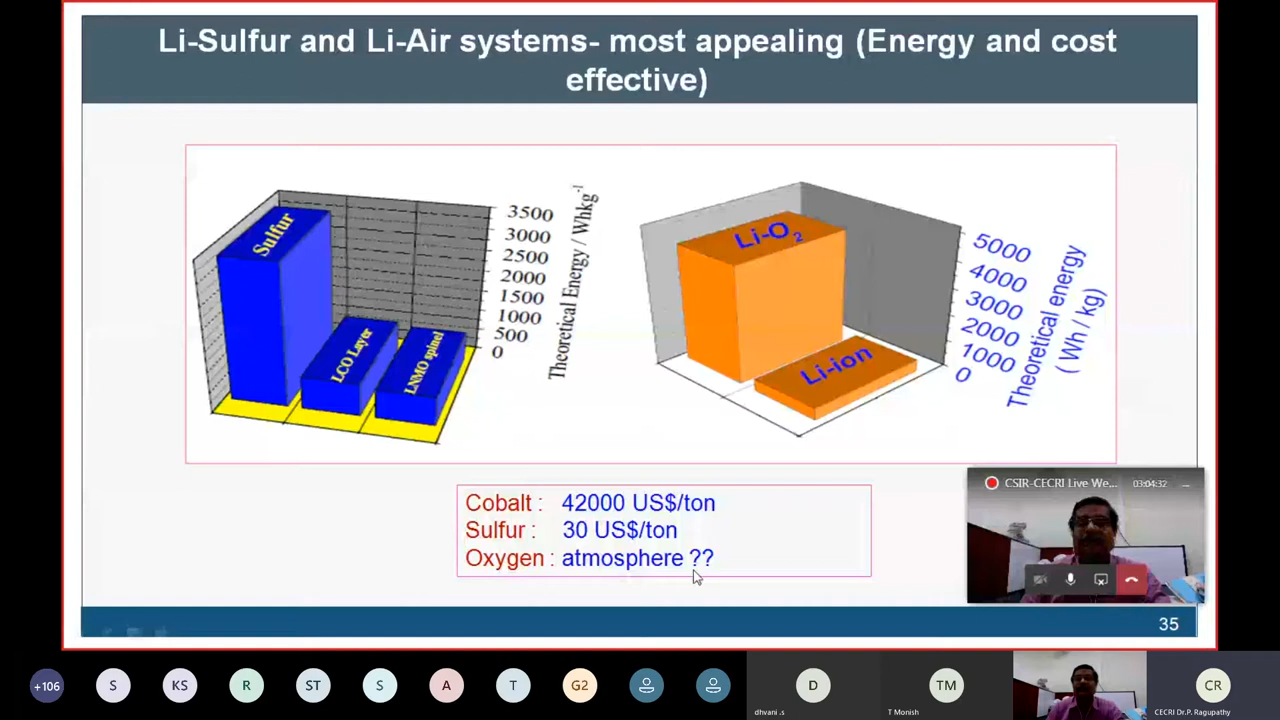 Li-Sulfur and Li-Air systems- most appealing (Energy and cost
effective)
Sulfur
LCO Layer
LNMO spinel
3500
3000
2500
2000
1500
1000
500
0
Theoretical Energy / Whkg-1
Li-O2
Li-ion
5000
4000
3000
2000
1000
0
Theoretical energy
( Wh / kg)
Cobalt : 42000 US$/ton
Sulfur : 30 US$/ton
Oxygen : atmosphere ??
CSIR-CECRI Live We... 03:04:32
35
+106
S
KS
R
ST
S
A
T
G2
D
TM
CR
dhvani .s
T Monish
CECRI Dr.P. Ragupathy